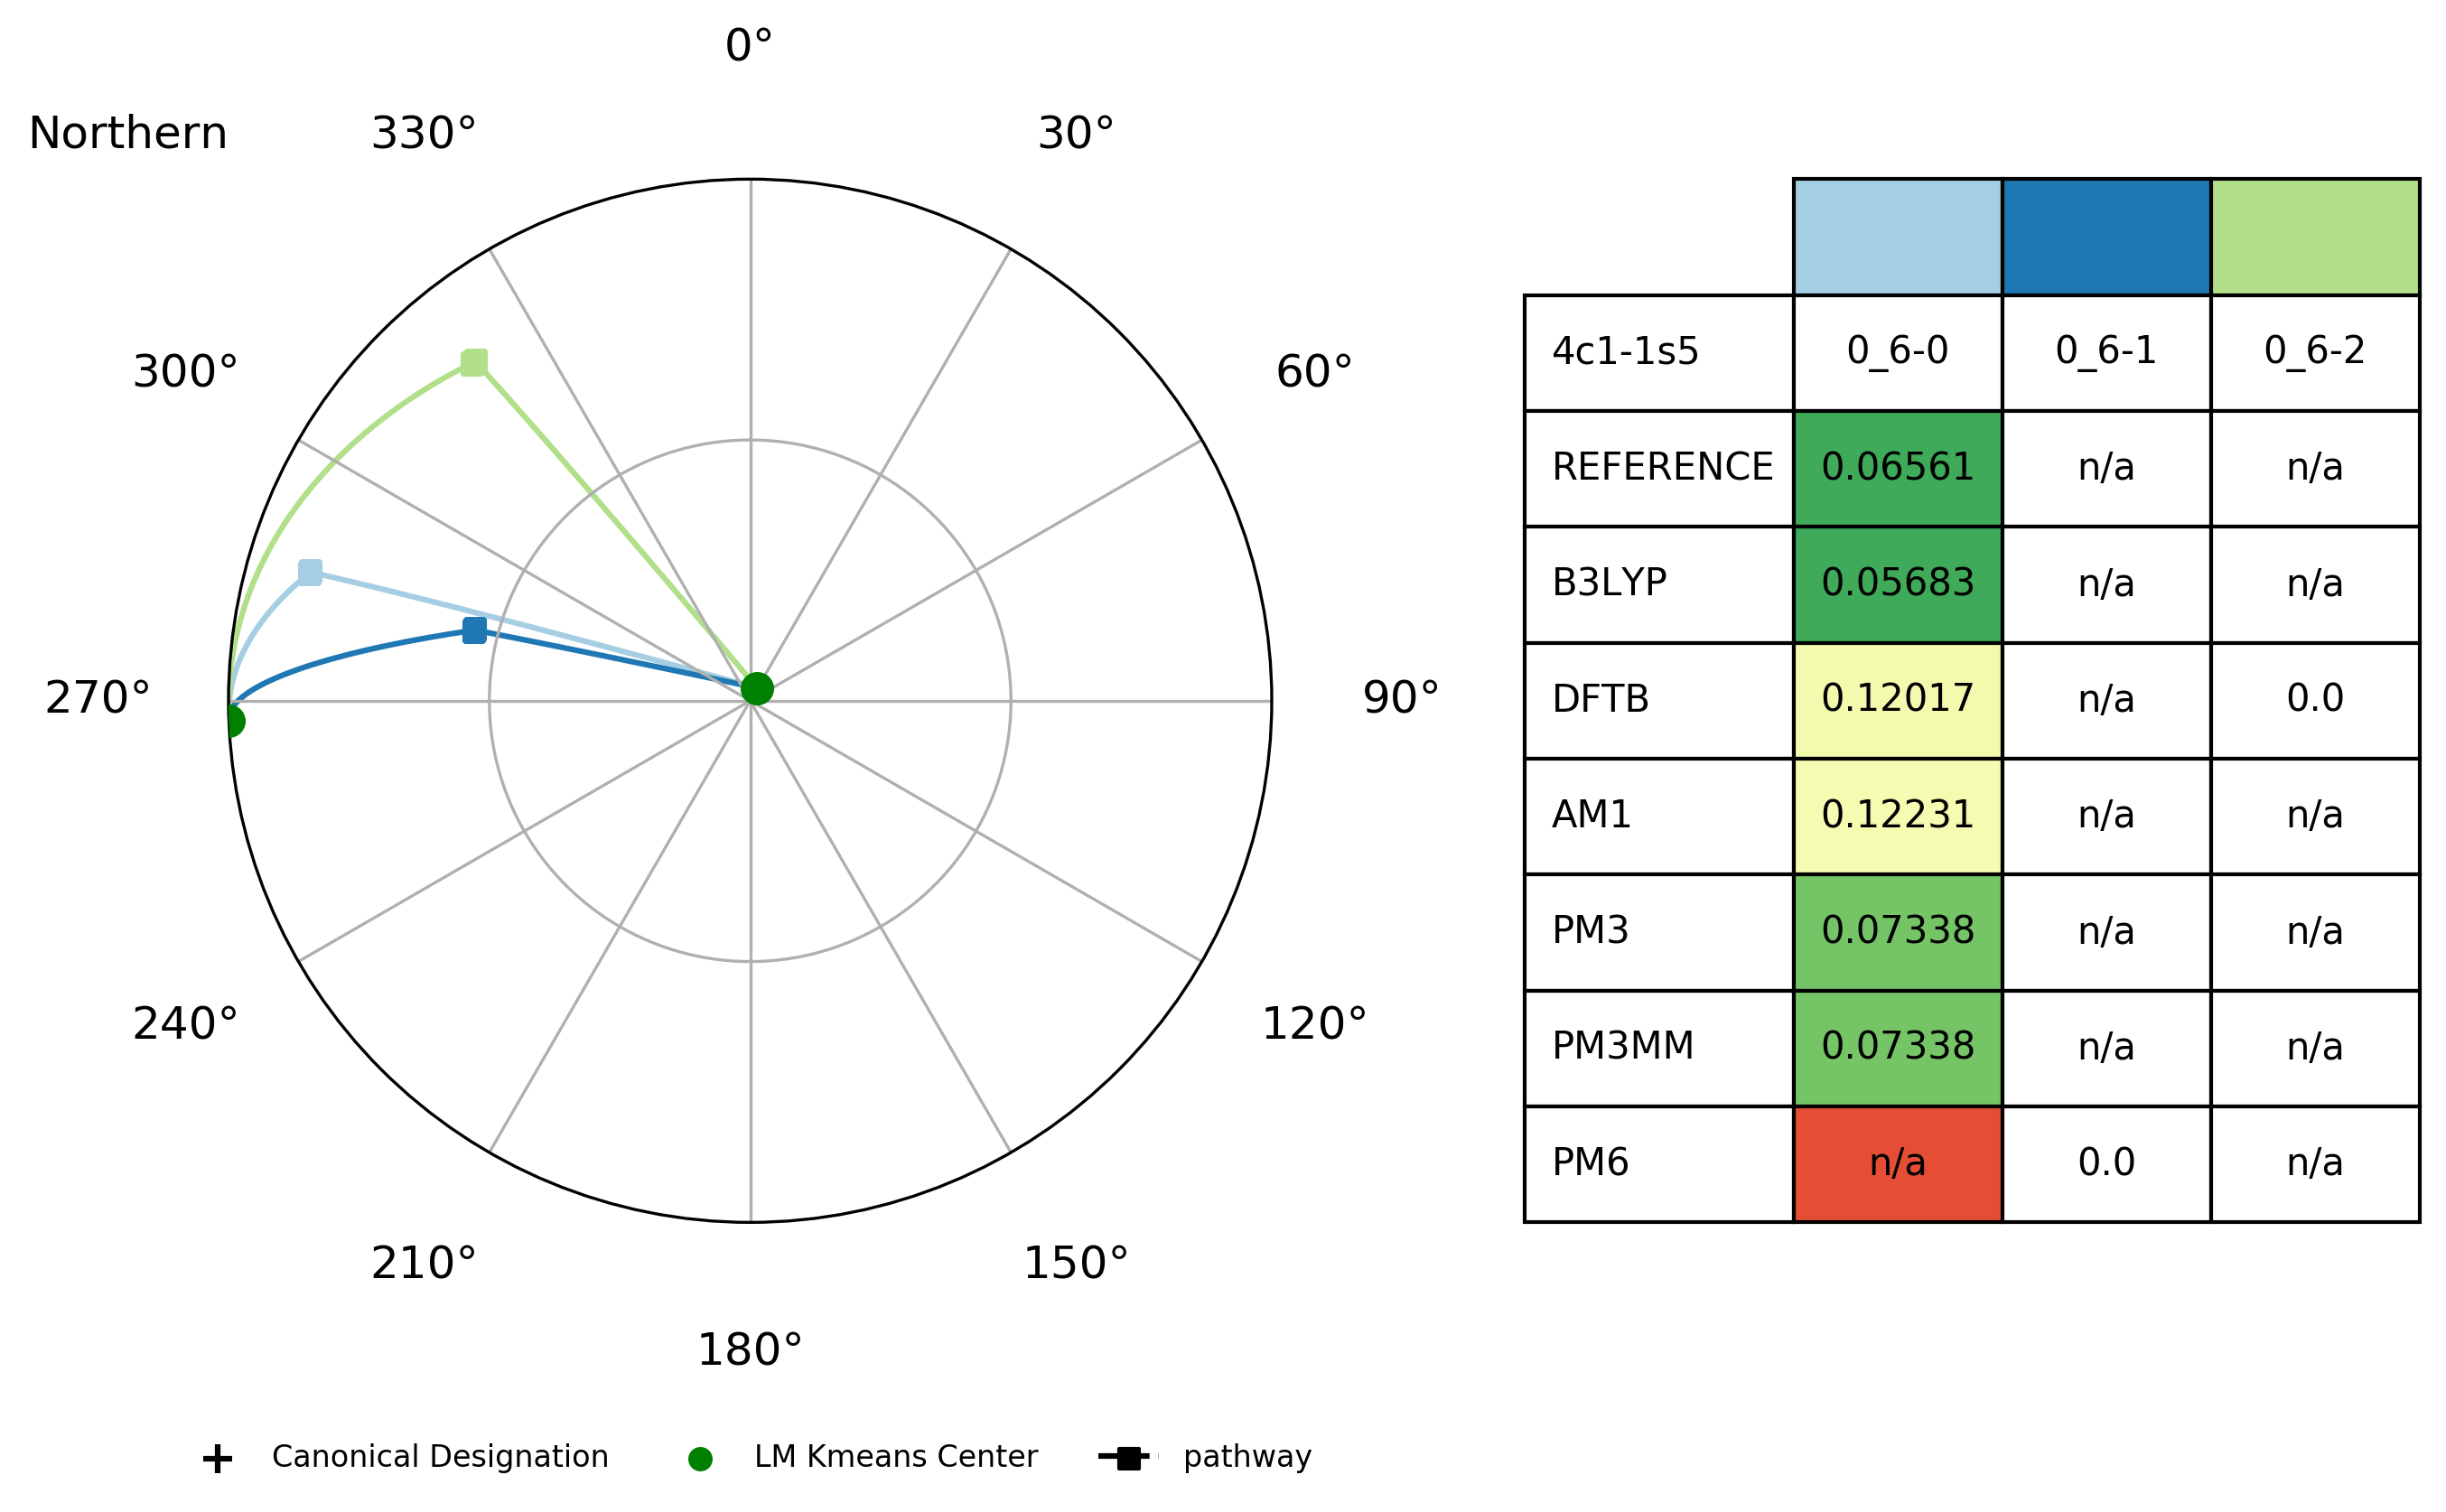 0°
Northern
330°
30°
300°
60°
270°
90°
240°
120°
210°
150°
180°
4c1-1s5 0_6-0 0_6-1 0_6-2
REFERENCE 0.06561 n/a n/a
B3LYP 0.05683 n/a n/a
DFTB 0.12017 n/a 0.0
AM1 0.12231 n/a n/a
PM3 0.07338 n/a n/a
PM3MM 0.07338 n/a n/a
PM6 n/a 0.0 n/a
Canonical Designation LM Kmeans Center pathway